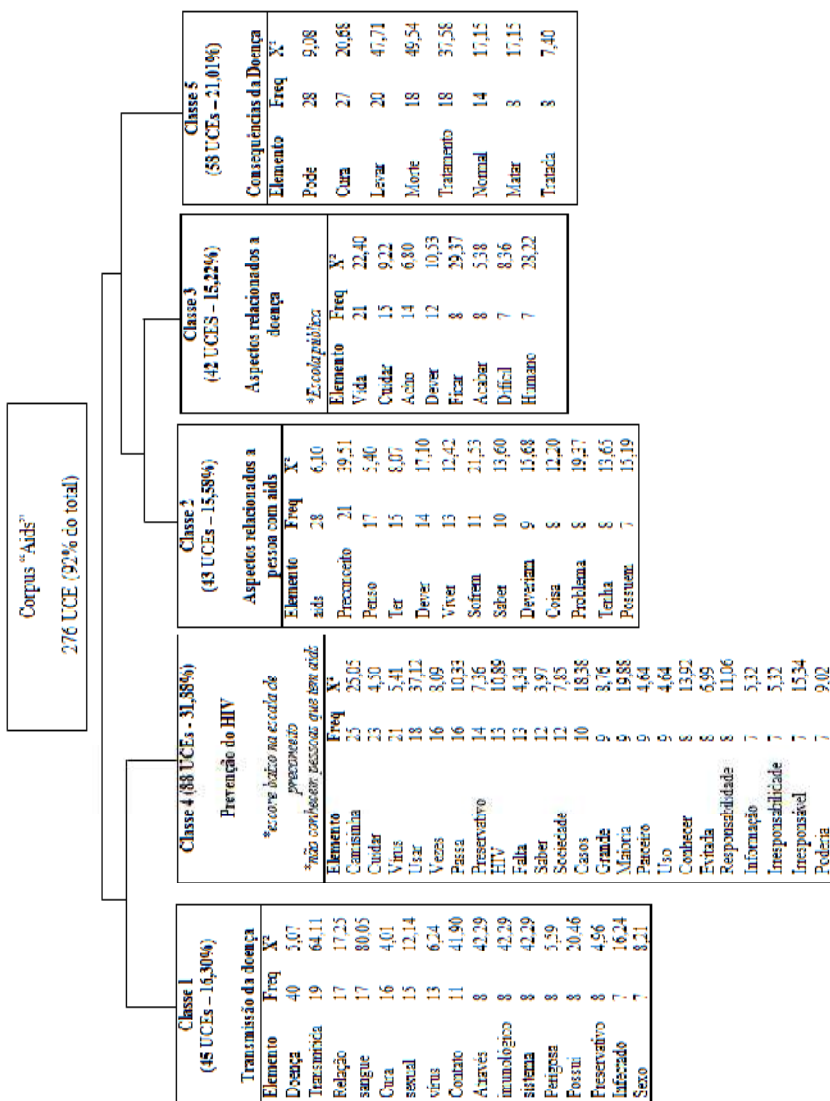 Corpus "Aids"
276 UCE (92% do total)
Classe 1
(45 UCEs – 16,30%)
Transmissão da doença
Elemento Freq X²
Doença 40 5,07
Transmitida 19 64,11
Relação 17 17,25
sangue 17 80,05
Cura 16 4,01
sexual 15 12,14
vírus 13 6,24
Contato 11 41,90
Através 8 42,29
imunológico 8 42,29
sistema 8 42,29
Perigosa 8 5,59
Possui 8 20,46
Preservativo 8 4,96
Infectado 7 16,24
Sexo 7 8,21
Classe 4 (88 UCEs - 31,88%)
Prevenção do HIV
*escore baixo na escala de
preconceito
*não conhecem pessoas que tem aids
Elemento Freq X²
Camisinha 25 25,05
Cuidar 23 4,50
Vírus 21 5,41
Usar 18 37,12
Vezes 16 8,09
Passa 16 10,33
Preservativo 14 7,36
HIV 13 10,89
Falta 13 4,34
Saber 12 3,97
Sociedade 12 7,85
Casos 10 18,38
Grande 9 8,76
Maioria 9 19,88
Parceiro 9 4,64
Uso 9 4,64
Conhecer 8 13,92
Evitada 8 6,99
Responsabilidade 8 11,06
Informação 7 5,32
Irresponsabilidade 7 5,32
Irresponsável 7 15,34
Poderia 7 9,02
Classe 2
(43 UCEs – 15,58%)
Aspectos relacionados a
pessoa com aids
Elemento Freq X²
aids 28 6,10
Preconceito 21 39,51
Penso 17 5,40
Ter 15 8,07
Dever 14 17,10
Viver 13 12,42
Sofrem 11 21,53
Saber 10 13,60
Deveriam 9 15,68
Coisa 8 12,20
Problema 8 19,27
Tenha 8 13,65
Possuem 7 15,19
Classe 3
(42 UCES – 15,22%)
Aspectos relacionados a
doença
*Escola pública
Elemento Freq X²
Vida 21 22,40
Cuidar 15 9,22
Acho 14 6,80
Dever 12 10,53
Ficar 8 29,37
Acabar 8 5,38
Difícil 7 8,36
Humano 7 23,22
Classe 5
(58 UCEs – 21,01%)
Consequências da Doença
Elemento Freq X²
Pode 28 9,08
Cura 27 20,68
Levar 20 47,71
Morte 18 49,54
Tratamento 18 37,58
Normal 14 17,15
Matar 8 17,15
Tratada 8 7,40